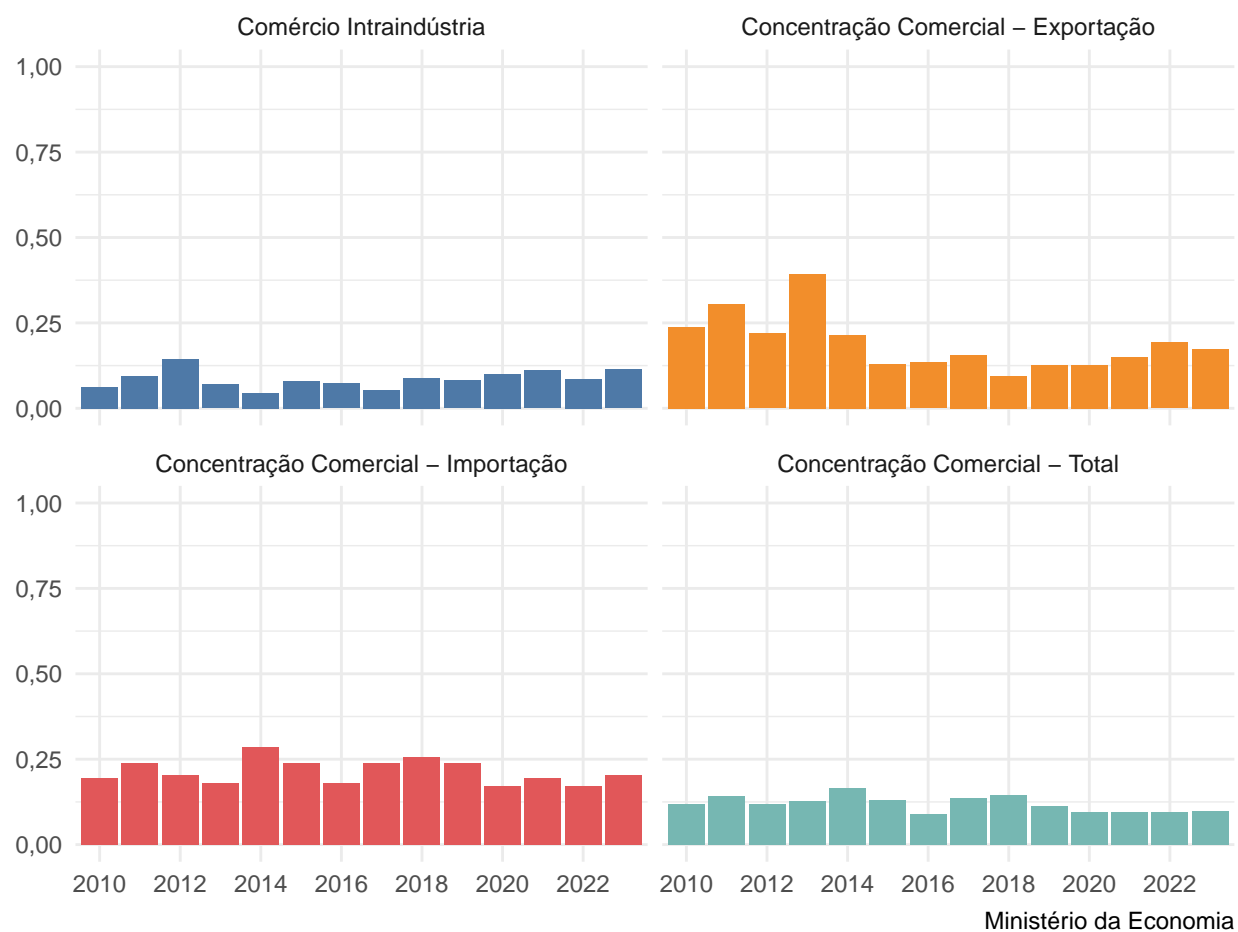 Comércio Intraindústria
Concentração Comercial – Exportação
1,00
0,75
0,50
0,25
0,00
Concentração Comercial – Importação
Concentração Comercial – Total
1,00
0,75
0,50
0,25
0,00
2010 2012 2014 2016 2018 2020 2022
2010 2012 2014 2016 2018 2020 2022
Ministério da Economia